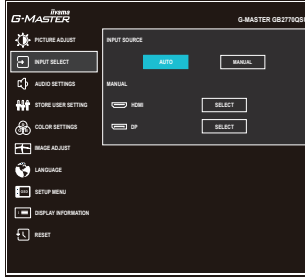 iiyama
G-MASTER
G-MASTER GB2770QS
PICTURE ADJUST
INPUT SELECT
AUDIO SETTINGS
STORE USER SETTING
COLOR SETTINGS
IMAGE ADJUST
LANGUAGE
SETUP MENU
DISPLAY INFORMATION
RESET
INPUT SOURCE
AUTO
MANUAL
MANUAL
HDMI
SELECT
DP
SELECT